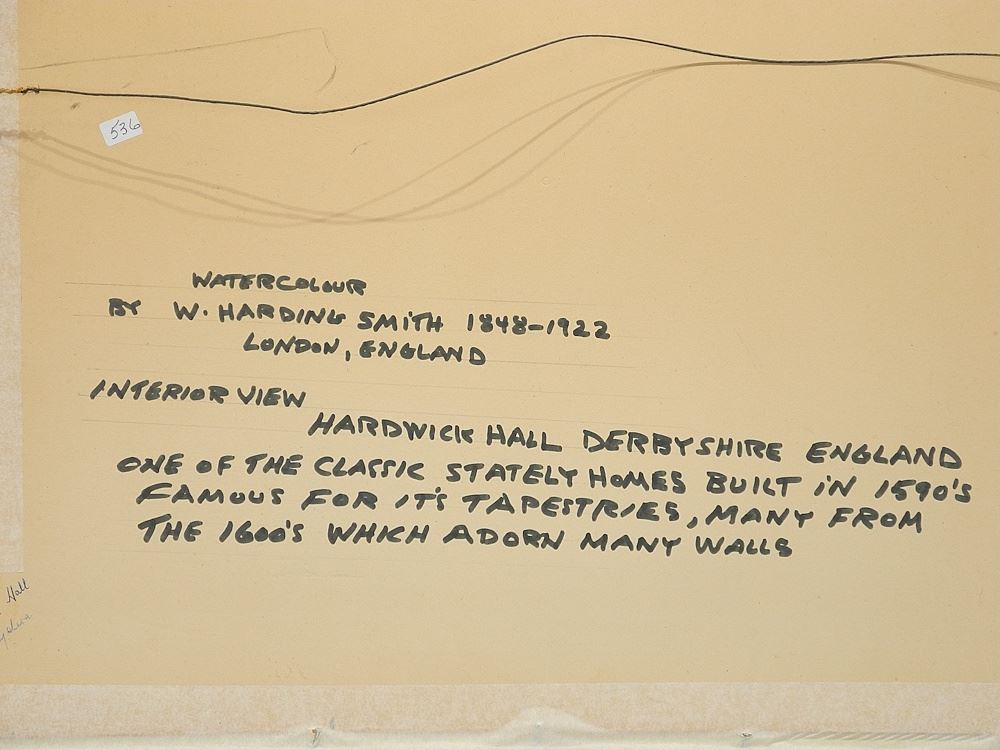 536
WATERCOLOUR
BY W. HARDING SMITH 1848-1922
LONDON, ENGLAND
INTERIOR VIEW
HARDWICK HALL DERBYSHIRE ENGLAND
ONE OF THE CLASSIC STATELY HOMES BUILT IN 1590'S
FAMOUS FOR IT'S TAPESTRIES, MANY FROM
THE 1600'S WHICH ADORN MANY WALLS
Hall